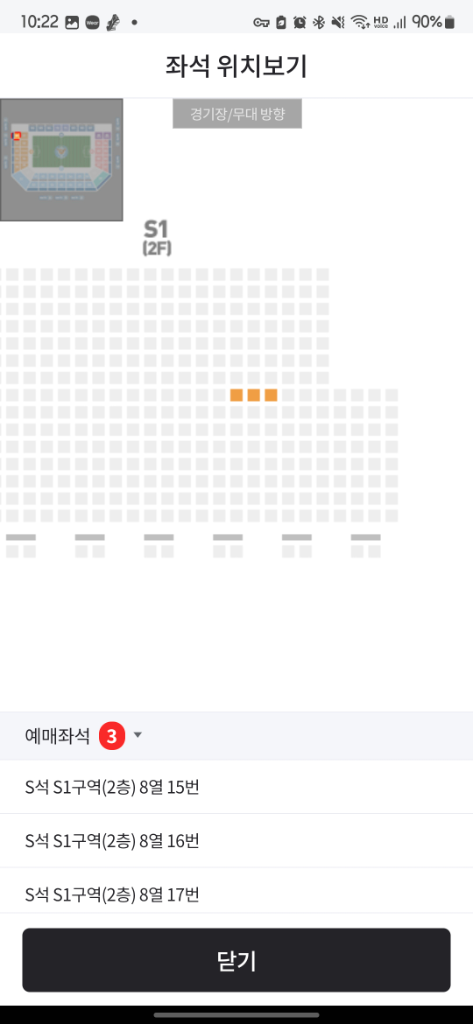 10:22
HD
voice
90%
좌석 위치보기
경기장/무대 방향
S1
(2F)
예매좌석 3
S석 S1구역(2층) 8열 15번
S석 S1구역(2층) 8열 16번
S석 S1구역(2층) 8열 17번
닫기